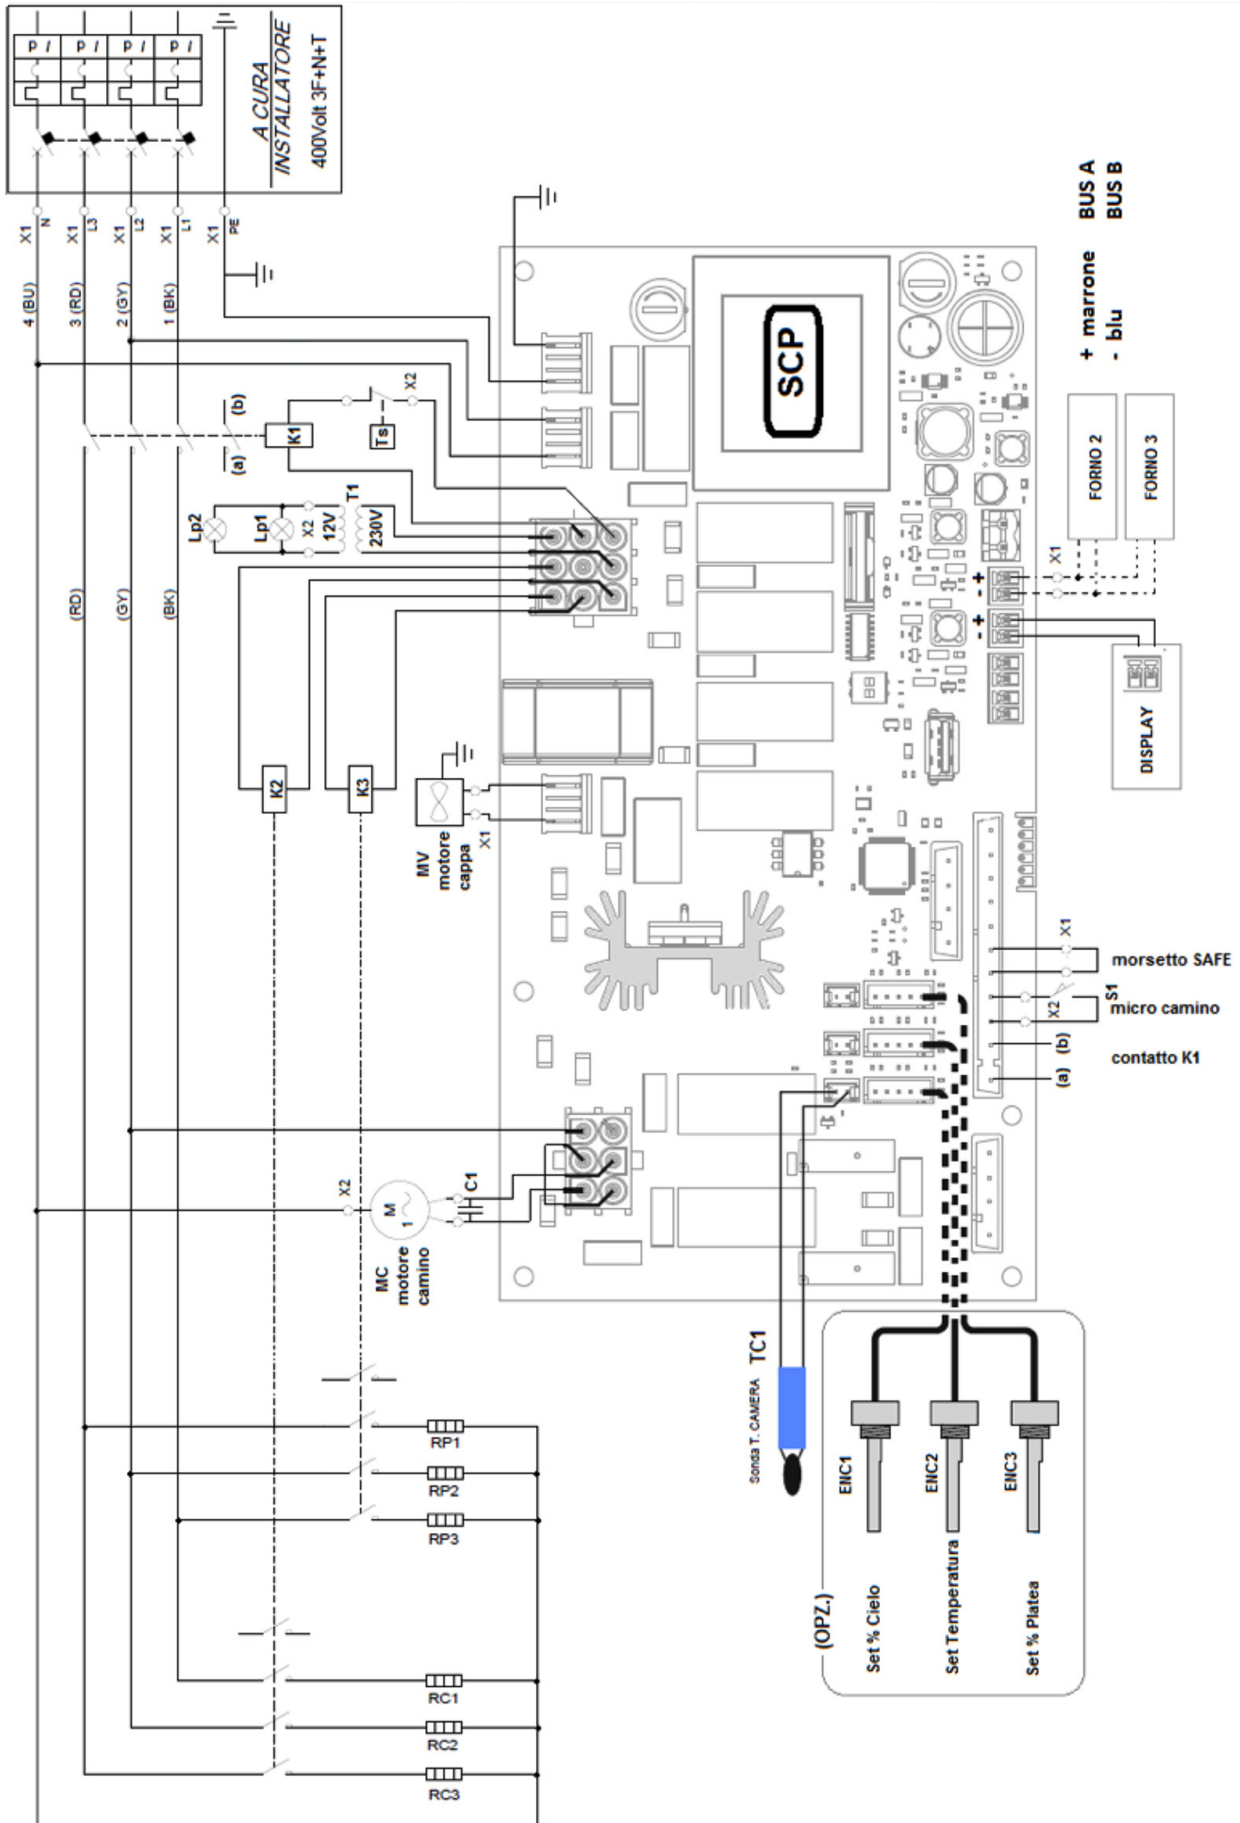 A CURA
INSTALLATORE
400Volt 3F+N+T
X1
N
X1
L3
X1
L2
X1
L1
X1
PE
4 (BU)
3 (RD)
2 (GY)
1 (BK)
(b)
(a)
K1
X2
Ts
Lp2
Lp1
X2
12V
T1
230V
(RD)
(GY)
(BK)
SCP
+ marrone BUS A
- blu BUS B
FORNO 2
FORNO 3
X1
+
-
+
-
DISPLAY
K2
K3
MV
motore
cappa
X1
X1
morsetto SAFE
S1
X2
micro camino
(b)
(a)
contatto K1
X2
M
1
C1
MC
motore
camino
Sonda T. CAMERA TC1
RP1
RP2
RP3
RC1
RC2
RC3
(OPZ.)
ENC1
ENC2
ENC3
Set % Cielo
Set Temperatura
Set % Platea